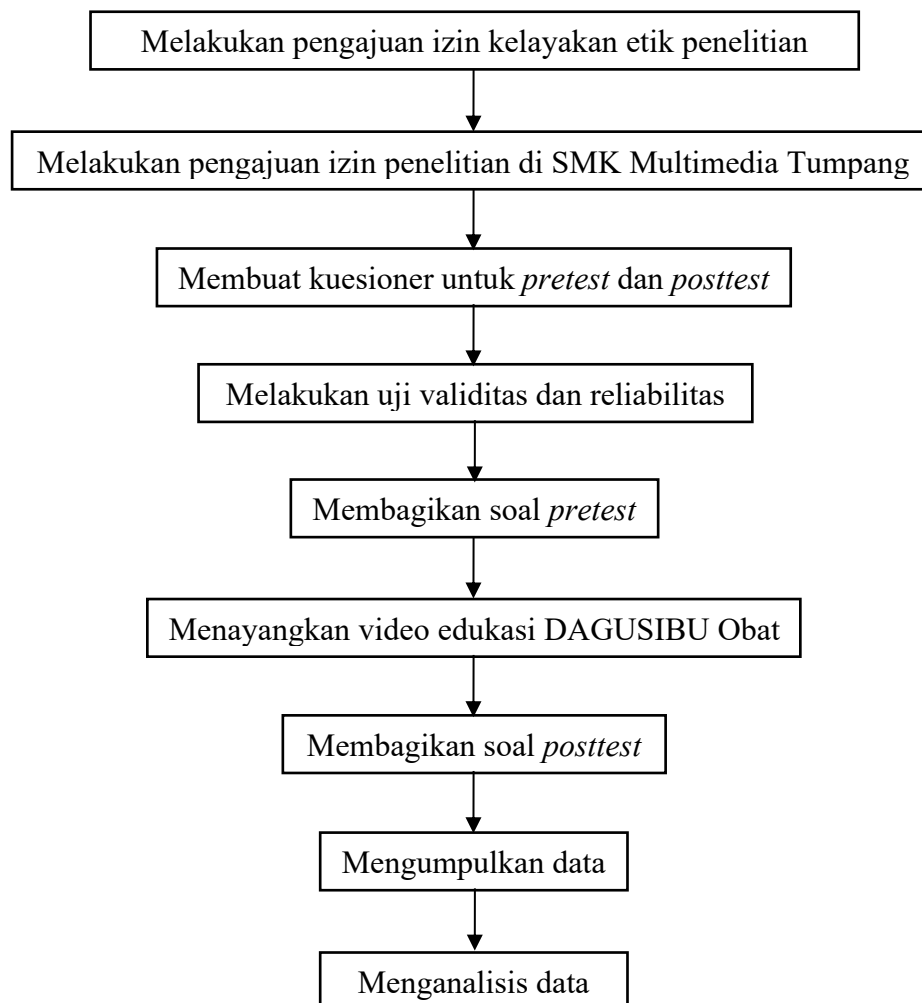 Melakukan pengajuan izin kelayakan etik penelitian
Melakukan pengajuan izin penelitian di SMK Multimedia Tumpang
Membuat kuesioner untuk pretest dan posttest
Melakukan uji validitas dan reliabilitas
Membagikan soal pretest
Menayangkan video edukasi DAGUSIBU Obat
Membagikan soal posttest
Mengumpulkan data
Menganalisis data